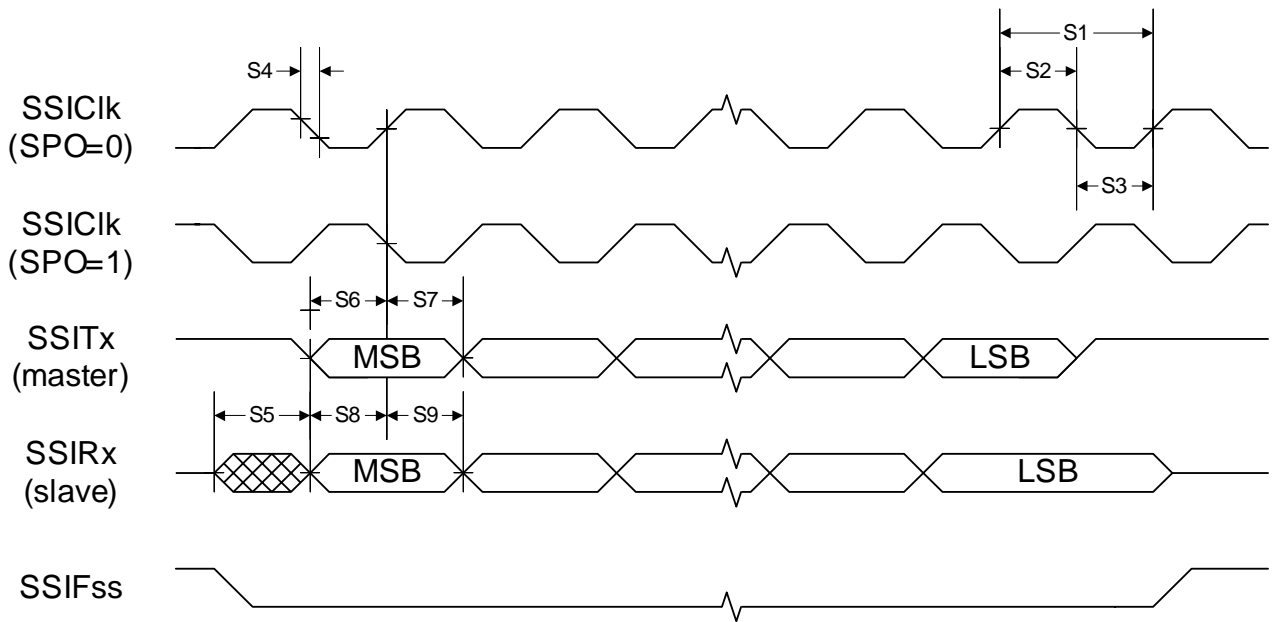 S1
S4
S2
SSIClk
(SPO=0)
S3
SSIClk
(SPO=1)
S6
S7
SSITx
(master)
MSB
LSB
S5
S8
S9
SSIRx
(slave)
MSB
LSB
SSIFss